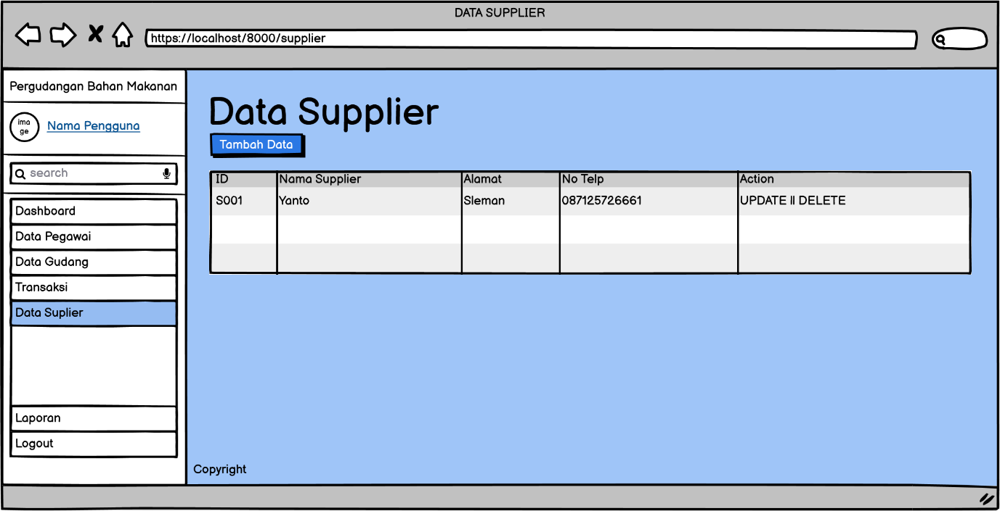 DATA SUPPLIER
https://localhost/8000/supplier
Pergudangan Bahan Makanan
ima
ge
Nama Pengguna
search
Dashboard
Data Pegawai
Data Gudang
Transaksi
Data Suplier
Laporan
Logout
Data Supplier
Tambah Data
ID Nama Supplier Alamat No Telp Action
S001 Yanto Sleman 087125726661 UPDATE || DELETE
Copyright